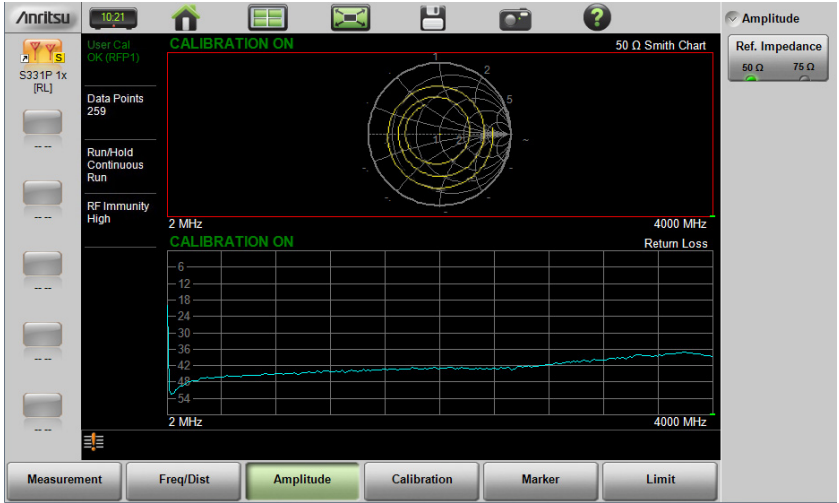 Anritsu
10:21
?
Amplitude
User Cal
OK (RFP1)
CALIBRATION ON
50 Ω Smith Chart
Ref. Impedance
50 Ω 75 Ω
S
S331P 1x
[RL]
Data Points
259
Run/Hold
Continuous
Run
RF Immunity
High
1
2
5
1 2
~
2 MHz
4000 MHz
CALIBRATION ON
Return Loss
-6
-12
-18
-24
-30
-36
-42
-48
-54
2 MHz
4000 MHz
-- --
-- --
-- --
-- --
-- --
Measurement
Freq/Dist
Amplitude
Calibration
Marker
Limit